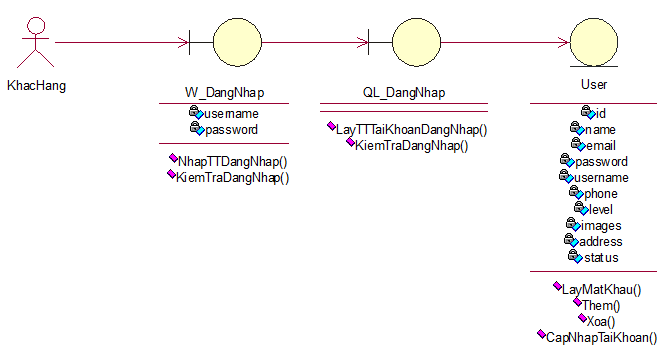 KhacHang
W_DangNhap
username
password
NhapTTDangNhap()
KiemTraDangNhap()
QL_DangNhap
LayTTTaiKhoanDangNhap()
KiemTraDangNhap()
User
id
name
email
password
username
phone
level
images
address
status
LayMatKhau()
Them()
Xoa()
CapNhapTaiKhoan()